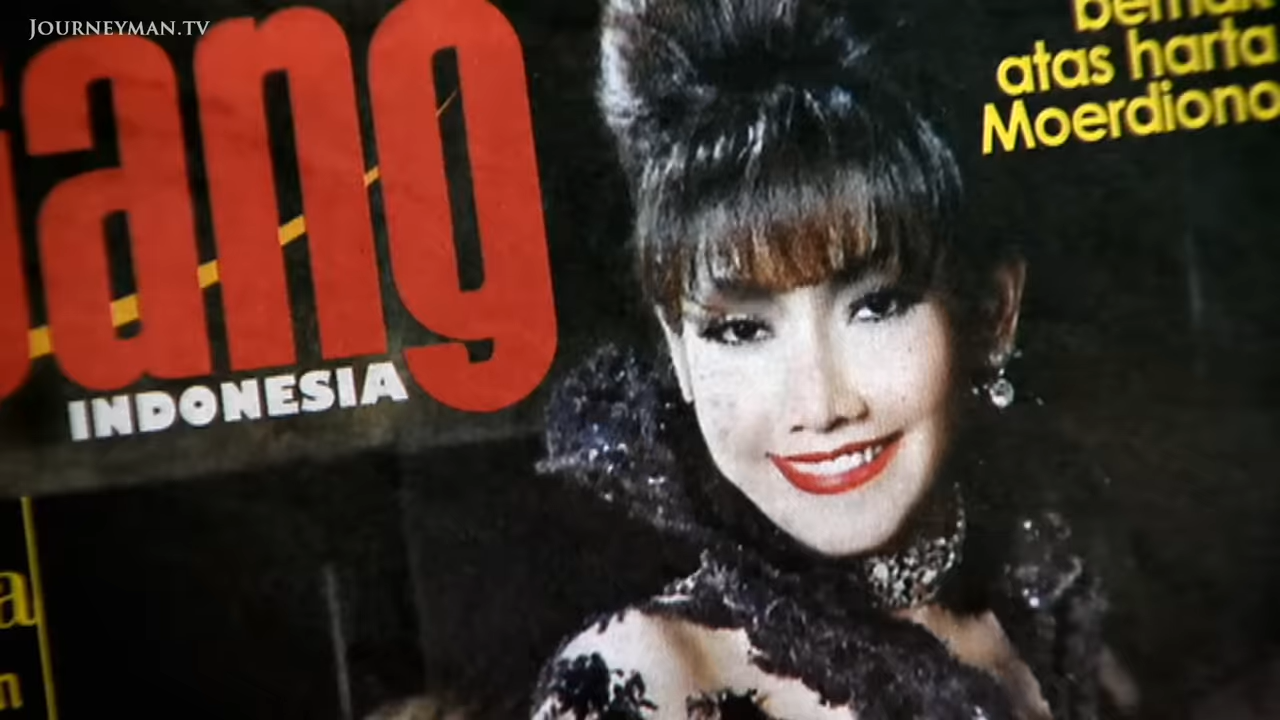 JOURNEYMAN.TV
ang
INDONESIA
atas harta
Moerdiono
a
n